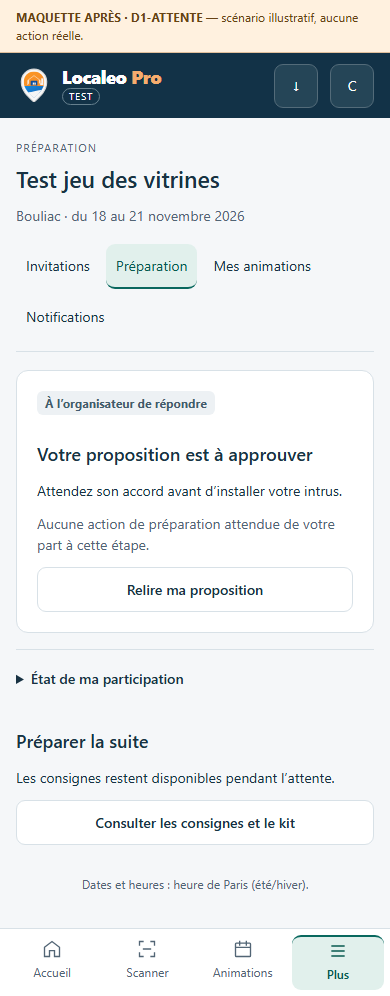 MAQUETTE APRÈS · D1-ATTENTE — scénario illustratif, aucune
action réelle.
Localeo Pro
TEST
↓
C
PRÉPARATION
Test jeu des vitrines
Bouliac · du 18 au 21 novembre 2026
Invitations
Préparation
Mes animations
Notifications
À l’organisateur de répondre
Votre proposition est à approuver
Attendez son accord avant d’installer votre intrus.
Aucune action de préparation attendue de votre
part à cette étape.
Relire ma proposition
État de ma participation
Préparer la suite
Les consignes restent disponibles pendant l’attente.
Consulter les consignes et le kit
Dates et heures : heure de Paris (été/hiver).
Accueil
Scanner
Animations
Plus